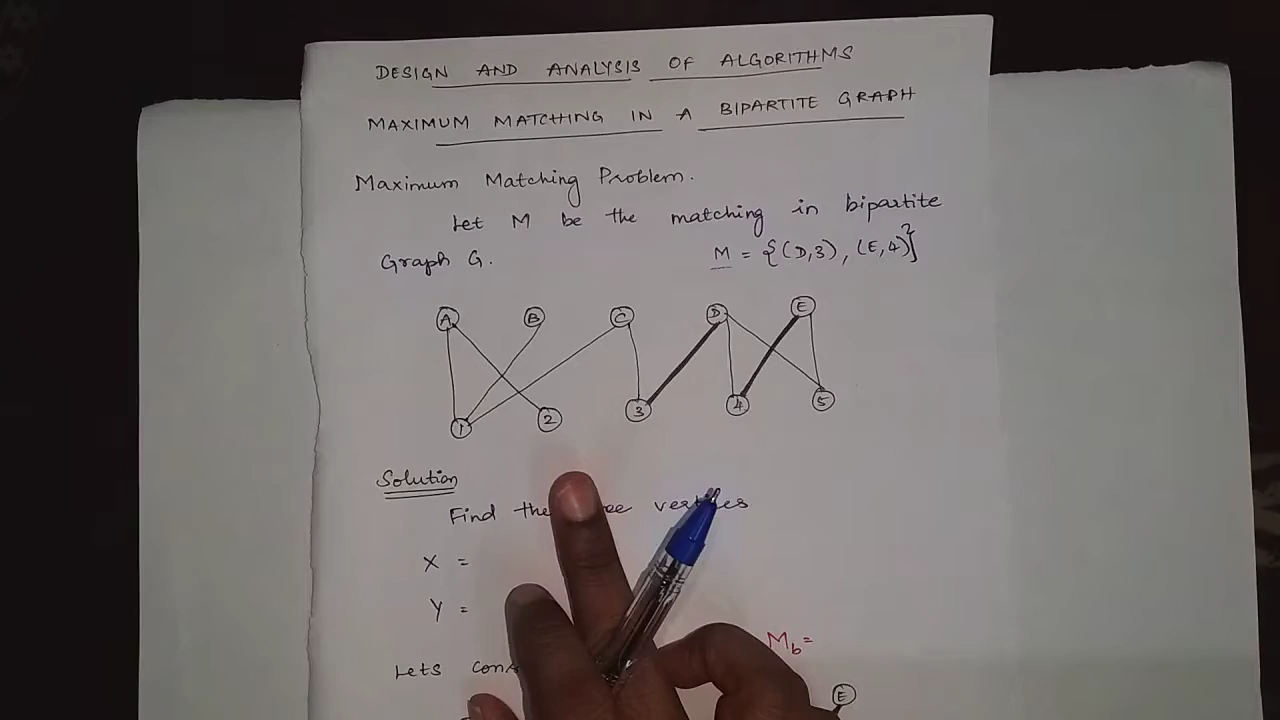 DESIGN AND ANALYSIS OF ALGORITHMS
MAXIMUM MATCHING IN A BIPARTITE GRAPH
Maximum Matching Problem.
Let M be the matching in bipartite
Graph G. M = {(D,3), (E,4)}
A B C D E
1 2 3 4 5
Solution
Find the vertices
X =
Y =
Mb =
Lets
E